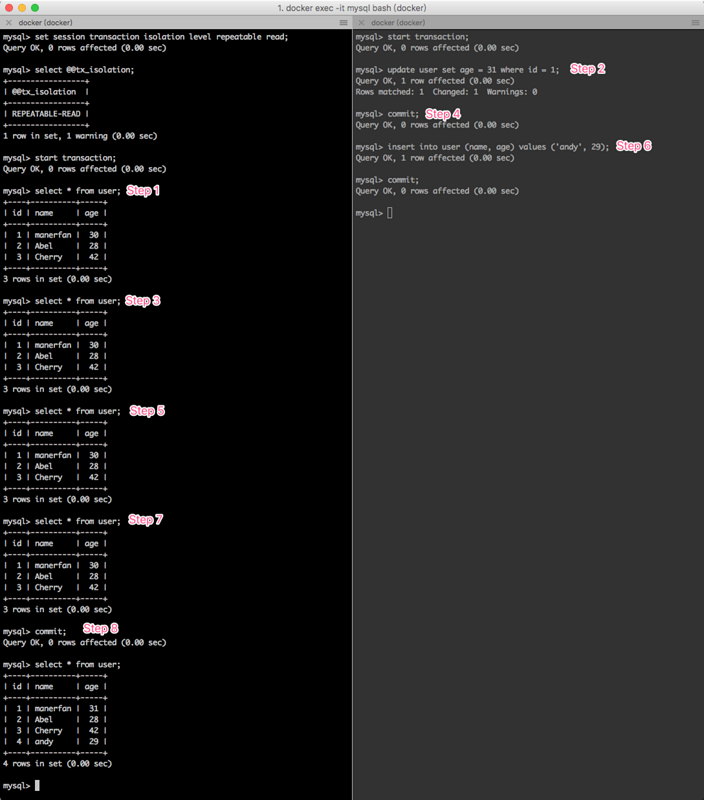 1. docker exec -it mysql bash (docker)
docker (docker)
mysql> set session transaction isolation level repeatable read;
Query OK, 0 rows affected (0.00 sec)
mysql> select @@tx_isolation;
+-----------------+
| @@tx_isolation |
+-----------------+
| REPEATABLE-READ |
+-----------------+
1 row in set, 1 warning (0.00 sec)
mysql> start transaction;
Query OK, 0 rows affected (0.00 sec)
mysql> select * from user; Step 1
+----+----------+-----+
| id | name | age |
+----+----------+-----+
| 1 | manerfan | 30 |
| 2 | Abel | 28 |
| 3 | Cherry | 42 |
+----+----------+-----+
3 rows in set (0.00 sec)
mysql> select * from user; Step 3
+----+----------+-----+
| id | name | age |
+----+----------+-----+
| 1 | manerfan | 30 |
| 2 | Abel | 28 |
| 3 | Cherry | 42 |
+----+----------+-----+
3 rows in set (0.00 sec)
mysql> select * from user; Step 5
+----+----------+-----+
| id | name | age |
+----+----------+-----+
| 1 | manerfan | 30 |
| 2 | Abel | 28 |
| 3 | Cherry | 42 |
+----+----------+-----+
3 rows in set (0.00 sec)
mysql> select * from user; Step 7
+----+----------+-----+
| id | name | age |
+----+----------+-----+
| 1 | manerfan | 30 |
| 2 | Abel | 28 |
| 3 | Cherry | 42 |
+----+----------+-----+
3 rows in set (0.00 sec)
mysql> commit; Step 8
Query OK, 0 rows affected (0.00 sec)
mysql> select * from user;
+----+----------+-----+
| id | name | age |
+----+----------+-----+
| 1 | manerfan | 31 |
| 2 | Abel | 28 |
| 3 | Cherry | 42 |
| 4 | andy | 29 |
+----+----------+-----+
4 rows in set (0.00 sec)
mysql>
docker (docker)
mysql> start transaction;
Query OK, 0 rows affected (0.00 sec)
mysql> update user set age = 31 where id = 1; Step 2
Query OK, 1 row affected (0.00 sec)
Rows matched: 1 Changed: 1 Warnings: 0
mysql> commit; Step 4
Query OK, 0 rows affected (0.00 sec)
mysql> insert into user (name, age) values ('andy', 29); Step 6
Query OK, 1 row affected (0.00 sec)
mysql> commit;
Query OK, 0 rows affected (0.00 sec)
mysql>